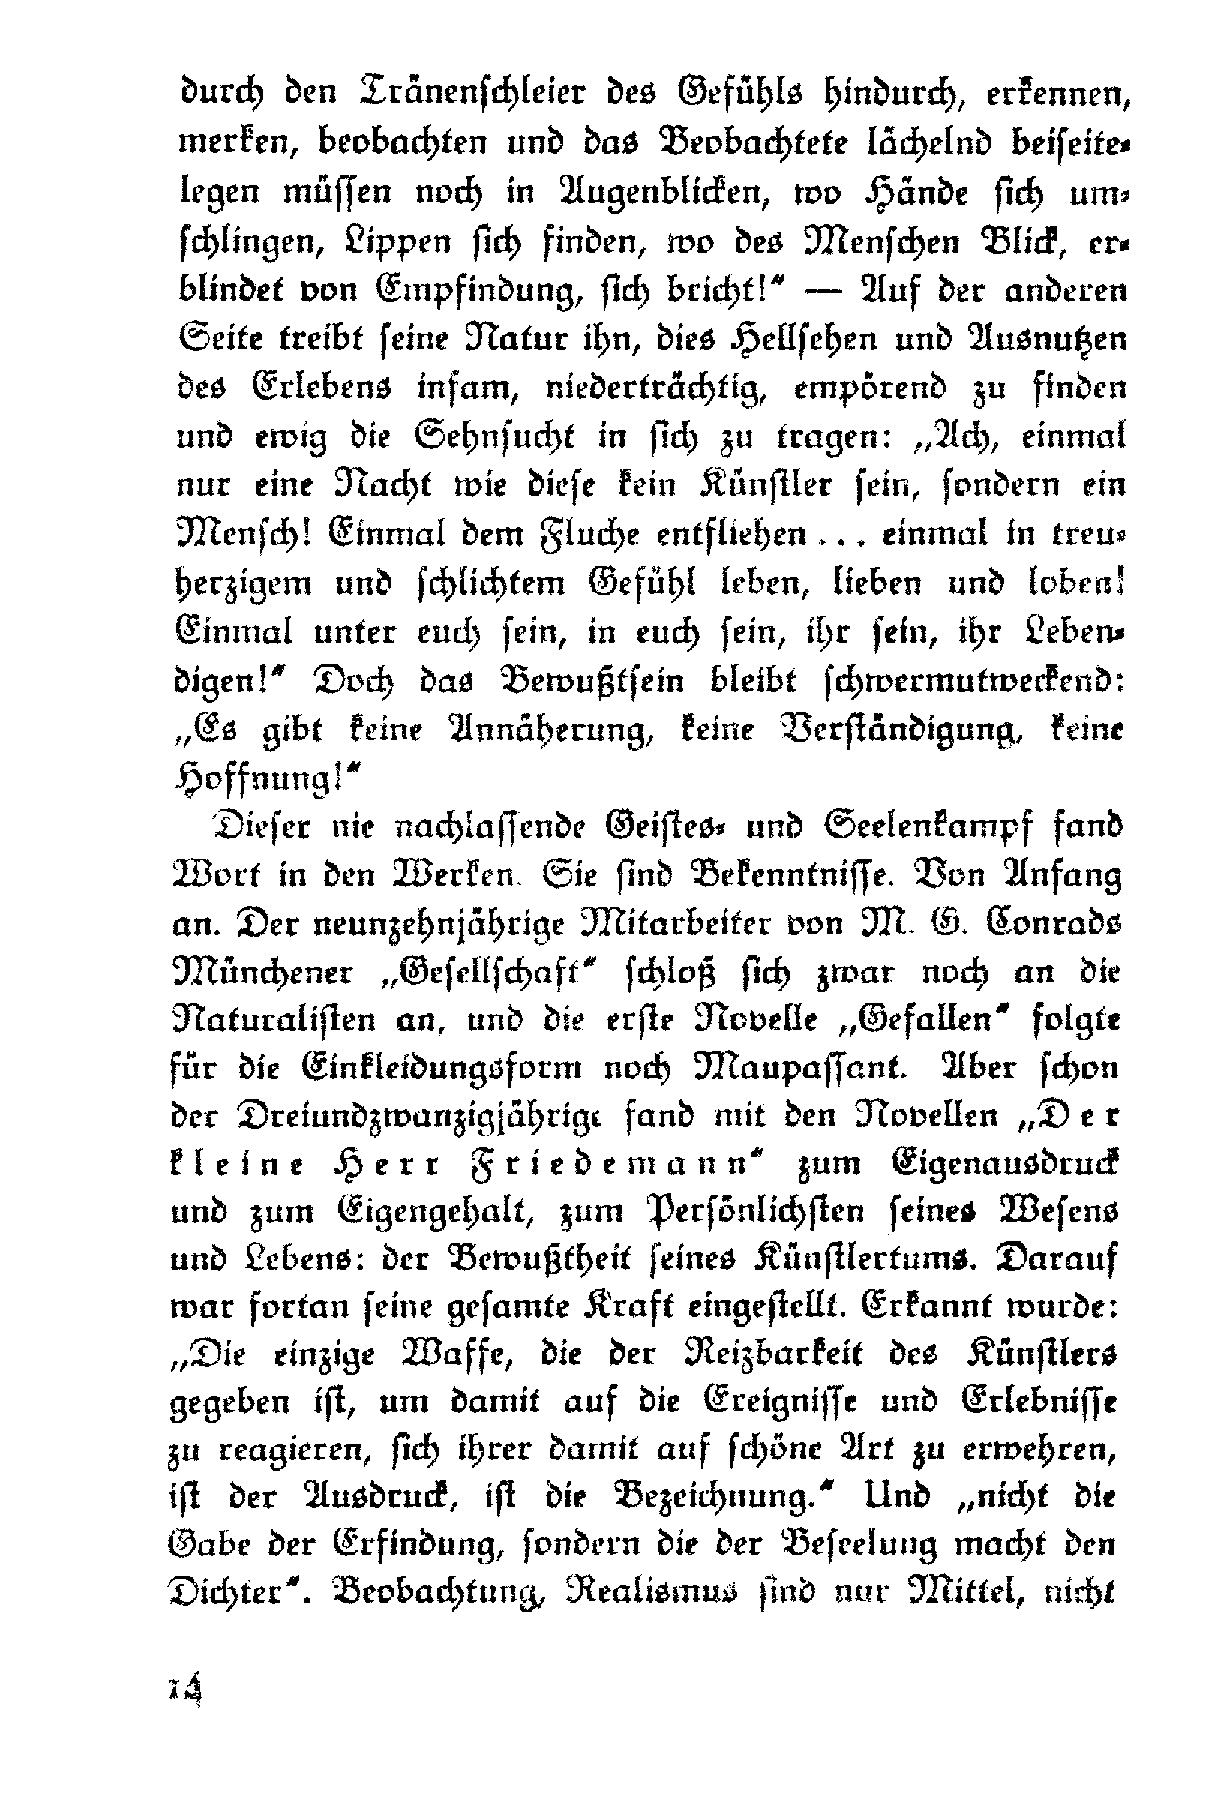 durch den Tränenschleier des Gefühls hindurch, erkennen,
merken, beobachten und das Beobachtete lächelnd beiseite-
legen müssen noch in Augenblicken, wo Hände sich um-
schlingen, Lippen sich finden, wo des Menschen Blick, er-
blindet von Empfindung, sich bricht!“ — Auf der anderen
Seite treibt seine Natur ihn, dies Hellsehen und Ausnutzen
des Erlebens infam, niederträchtig, empörend zu finden
und ewig die Sehnsucht in sich zu tragen: „Ach, einmal
nur eine Nacht wie diese kein Künstler sein, sondern ein
Mensch! Einmal dem Fluche entfliehen ... einmal in treu-
herzigem und schlichtem Gefühl leben, lieben und loben!
Einmal unter euch sein, in euch sein, ihr sein, ihr Leben-
digen!“ Doch das Bewußtsein bleibt schwermutweckend:
„Es gibt keine Annäherung, keine Verständigung, keine
Hoffnung!“
Dieser nie nachlassende Geistes- und Seelenkampf fand
Wort in den Werken. Sie sind Bekenntnisse. Von Anfang
an. Der neunzehnjährige Mitarbeiter von M. G. Conrads
Münchener „Gesellschaft“ schloß sich zwar noch an die
Naturalisten an, und die erste Novelle „Gefallen“ folgte
für die Einkleidungsform noch Maupassant. Aber schon
der Dreiundzwanzigjährige fand mit den Novellen „Der
kleine Herr Friedemann“ zum Eigenausdruck
und zum Eigengehalt, zum Persönlichsten seines Wesens
und Lebens: der Bewußtheit seines Künstlertums. Darauf
war fortan seine gesamte Kraft eingestellt. Erkannt wurde:
„Die einzige Waffe, die der Reizbarkeit des Künstlers
gegeben ist, um damit auf die Ereignisse und Erlebnisse
zu reagieren, sich ihrer damit auf schöne Art zu erwehren,
ist der Ausdruck, ist die Bezeichnung.“ Und „nicht die
Gabe der Erfindung, sondern die der Beseelung macht den
Dichter“. Beobachtung, Realismus sind nur Mittel, nicht
14